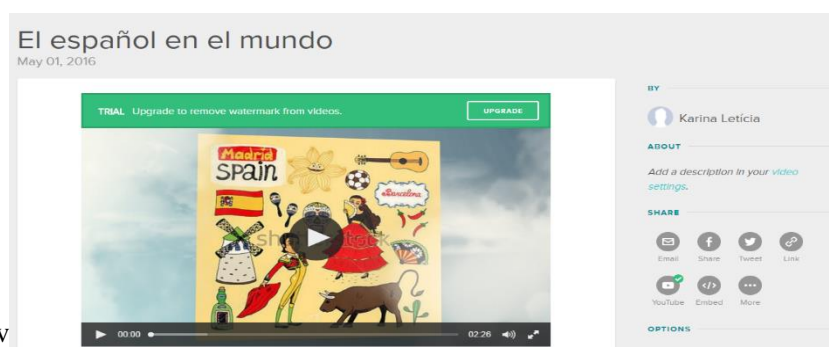 El español en el mundo
May 01, 2016
TRIAL Upgrade to remove watermark from videos.
UPGRADE
Madrid
SPain
Barcelona
00:00
02:26
BY
Karina Letícia
ABOUT
Add a description in your video
settings.
SHARE
Email Share Tweet Link
YouTube Embed More
OPTIONS
v